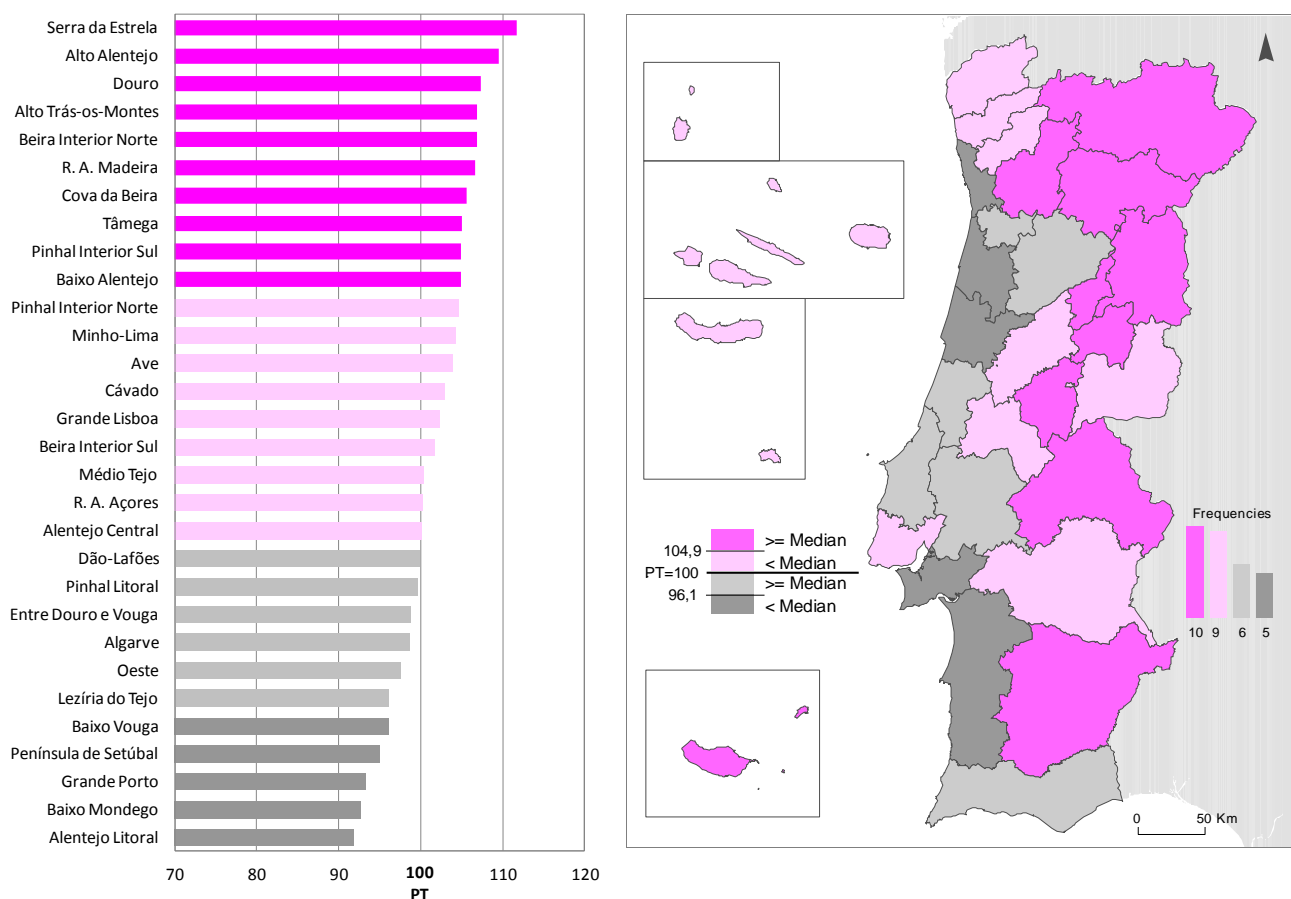 Serra da Estrela
Alto Alentejo
Douro
Alto Trás-os-Montes
Beira Interior Norte
R. A. Madeira
Cova da Beira
Tâmega
Pinhal Interior Sul
Baixo Alentejo
Pinhal Interior Norte
Minho-Lima
Ave
Cávado
Grande Lisboa
Beira Interior Sul
Médio Tejo
R. A. Açores
Alentejo Central
Dão-Lafões
Pinhal Litoral
Entre Douro e Vouga
Algarve
Oeste
Lezíria do Tejo
Baixo Vouga
Península de Setúbal
Grande Porto
Baixo Mondego
Alentejo Litoral
70 80 90 100 110 120
PT
>= Median
104,9
< Median
PT=100
>= Median
96,1
< Median
Frequencies
10 9 6 5
0 50 Km